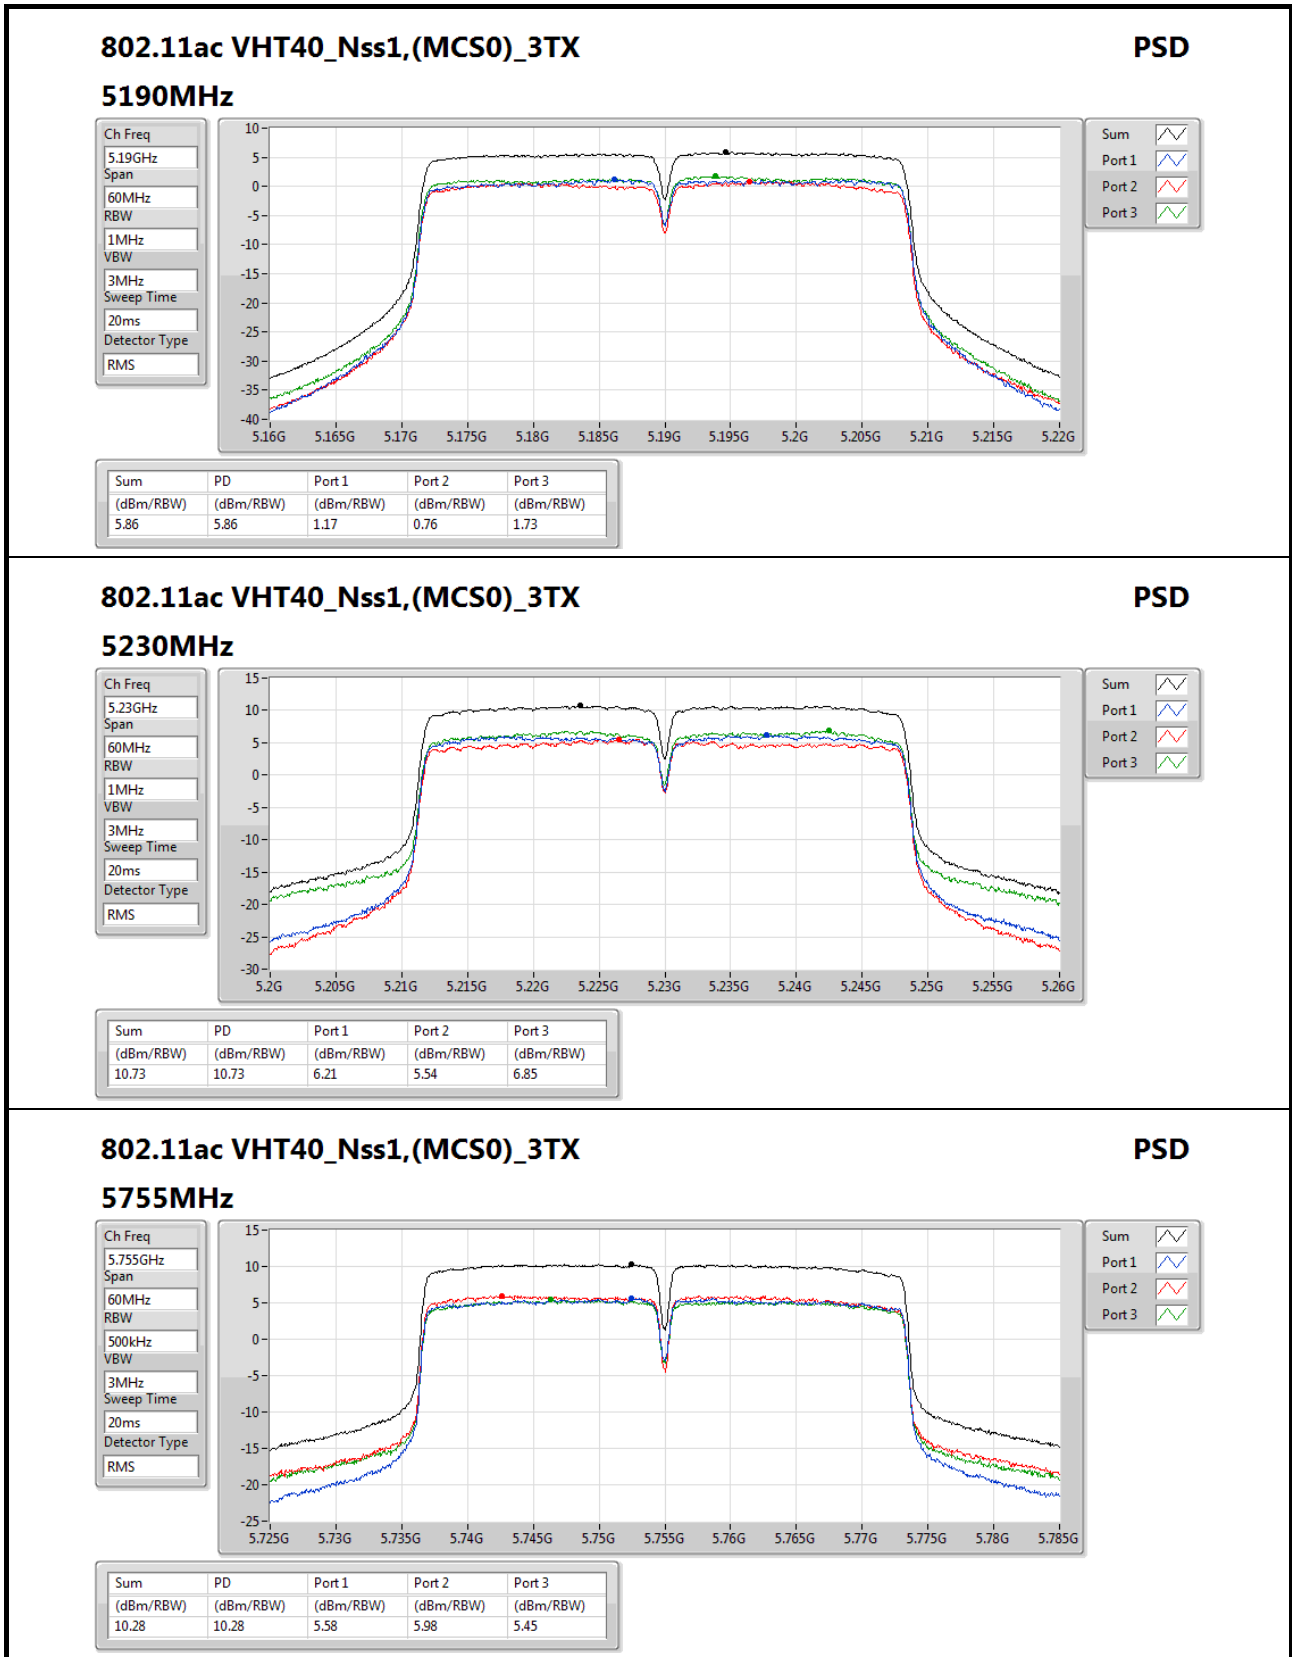 802.11ac VHT40_Nss1,(MCS0)_3TX PSD
5190MHz
Ch Freq
5.19GHz
Span
60MHz
RBW
1MHz
VBW
3MHz
Sweep Time
20ms
Detector Type
RMS
10
5
0
-5
-10
-15
-20
-25
-30
-35
-40
5.16G 5.165G 5.17G 5.175G 5.18G 5.185G 5.19G 5.195G 5.2G 5.205G 5.21G 5.215G 5.22G
Sum
Port 1
Port 2
Port 3
Sum PD Port 1 Port 2 Port 3
(dBm/RBW) (dBm/RBW) (dBm/RBW) (dBm/RBW) (dBm/RBW)
5.86 5.86 1.17 0.76 1.73
802.11ac VHT40_Nss1,(MCS0)_3TX PSD
5230MHz
Ch Freq
5.23GHz
Span
60MHz
RBW
1MHz
VBW
3MHz
Sweep Time
20ms
Detector Type
RMS
15
10
5
0
-5
-10
-15
-20
-25
-30
5.2G 5.205G 5.21G 5.215G 5.22G 5.225G 5.23G 5.235G 5.24G 5.245G 5.25G 5.255G 5.26G
Sum
Port 1
Port 2
Port 3
Sum PD Port 1 Port 2 Port 3
(dBm/RBW) (dBm/RBW) (dBm/RBW) (dBm/RBW) (dBm/RBW)
10.73 10.73 6.21 5.54 6.85
802.11ac VHT40_Nss1,(MCS0)_3TX PSD
5755MHz
Ch Freq
5.755GHz
Span
60MHz
RBW
500kHz
VBW
3MHz
Sweep Time
20ms
Detector Type
RMS
15
10
5
0
-5
-10
-15
-20
-25
5.725G 5.73G 5.735G 5.74G 5.745G 5.75G 5.755G 5.76G 5.765G 5.77G 5.775G 5.78G 5.785G
Sum
Port 1
Port 2
Port 3
Sum PD Port 1 Port 2 Port 3
(dBm/RBW) (dBm/RBW) (dBm/RBW) (dBm/RBW) (dBm/RBW)
10.28 10.28 5.58 5.98 5.45